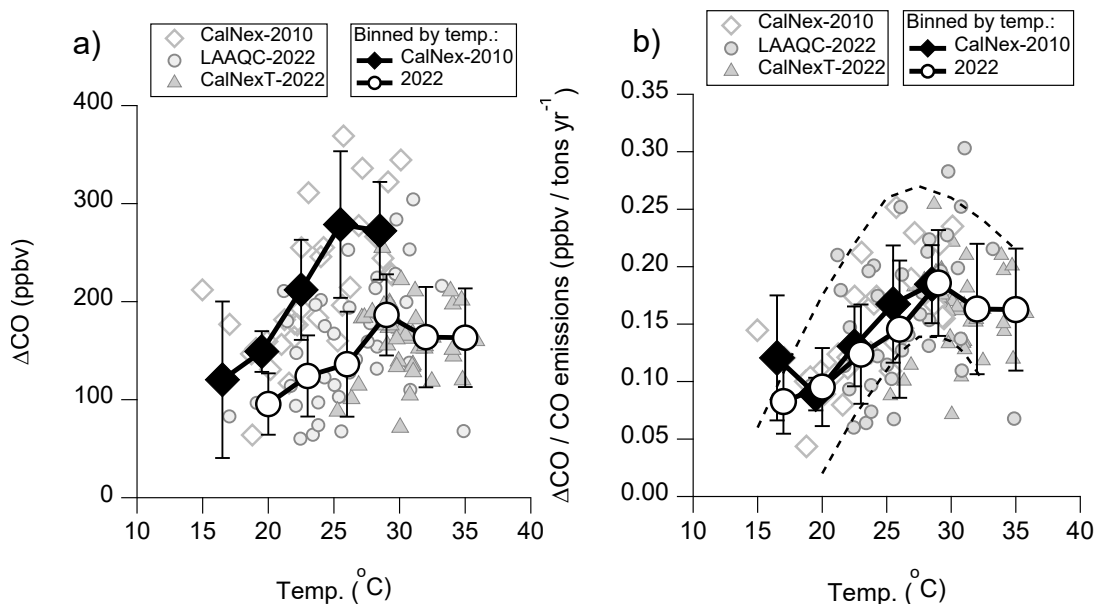 a)
CalNex-2010
LAAQC-2022
CalNexT-2022
Binned by temp.:
CalNex-2010
2022
400
300
200
100
0
10
15
20
25
30
35
40
ΔCO (ppbv)
Temp. (°C)
b)
CalNex-2010
LAAQC-2022
CalNexT-2022
Binned by temp.:
CalNex-2010
2022
0.35
0.30
0.25
0.20
0.15
0.10
0.05
0.00
10
15
20
25
30
35
40
ΔCO / CO emissions (ppbv / tons yr⁻¹)
Temp. (°C)